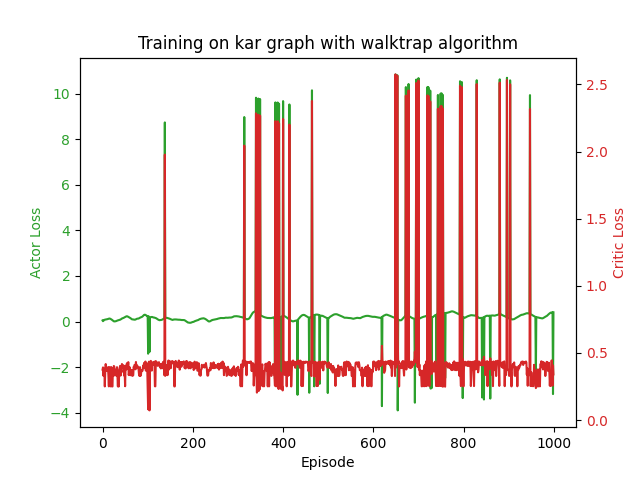 Training on kar graph with walktrap algorithm
Actor Loss
10
8
6
4
2
0
−2
−4
2.5
2.0
1.5
1.0
0.5
0.0
Critic Loss
0 200 400 600 800 1000
Episode